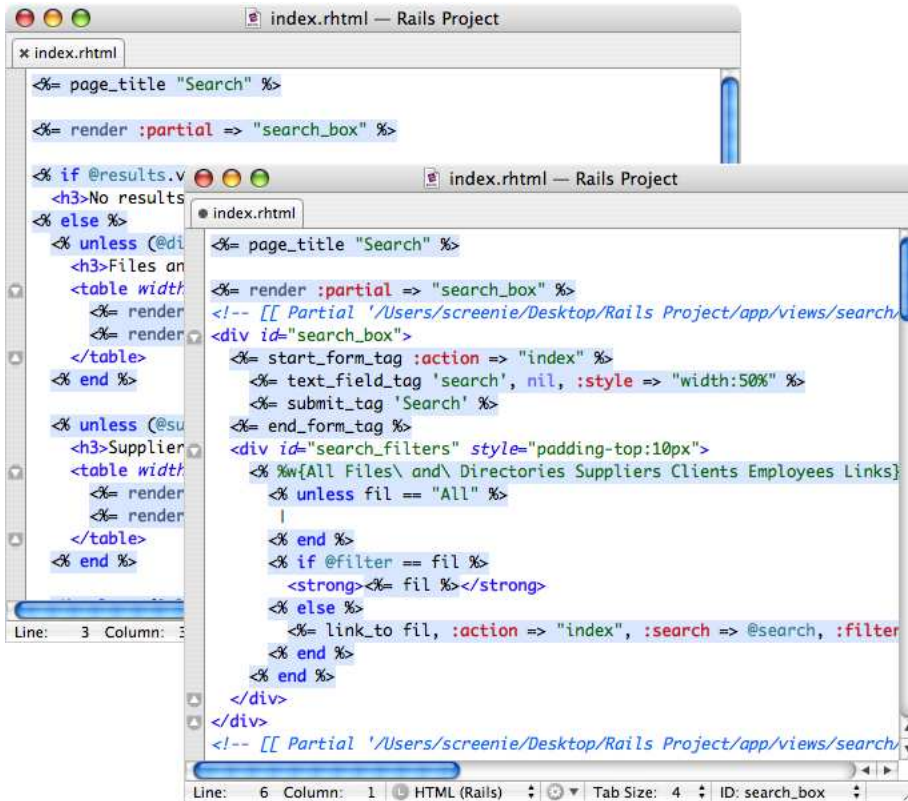 index.rhtml — Rails Project
index.rhtml
<%= page_title "Search" %>
<%= render :partial => "search_box" %>
<% if @results.v
<h3>No results
<% else %>
<% unless (@di
<h3>Files an
<table width
<%= render
<%= render
</table>
<% end %>
<% unless (@su
<h3>Supplier
<table width
<%= render
<%= render
</table>
<% end %>
Line: 3 Column: 3
index.rhtml — Rails Project
index.rhtml
<%= page_title "Search" %>
<%= render :partial => "search_box" %>
<!-- [[ Partial '/Users/screenie/Desktop/Rails Project/app/views/search/
<div id="search_box">
<%= start_form_tag :action => "index" %>
<%= text_field_tag 'search', nil, :style => "width:50%" %>
<%= submit_tag 'Search' %>
<%= end_form_tag %>
<div id="search_filters" style="padding-top:10px">
<% %w{All Files\ and\ Directories Suppliers Clients Employees Links}
<% unless fil == "All" %>
|
<% end %>
<% if @filter == fil %>
<strong><%= fil %></strong>
<% else %>
<%= link_to fil, :action => "index", :search => @search, :filter
<% end %>
<% end %>
</div>
</div>
<!-- [[ Partial '/Users/screenie/Desktop/Rails Project/app/views/search/
Line: 6 Column: 1 L HTML (Rails) Tab Size: 4 ID: search_box